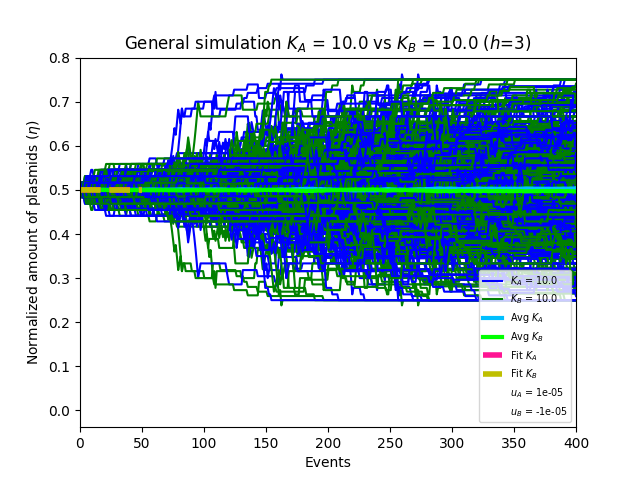 General simulation K_A = 10.0 vs K_B = 10.0 (h=3)
Normalized amount of plasmids (η)
0.8
0.7
0.6
0.5
0.4
0.3
0.2
0.1
0.0
K_A = 10.0
K_B = 10.0
Avg K_A
Avg K_B
Fit K_A
Fit K_B
u_A = 1e-05
u_B = -1e-05
0 50 100 150 200 250 300 350 400
Events